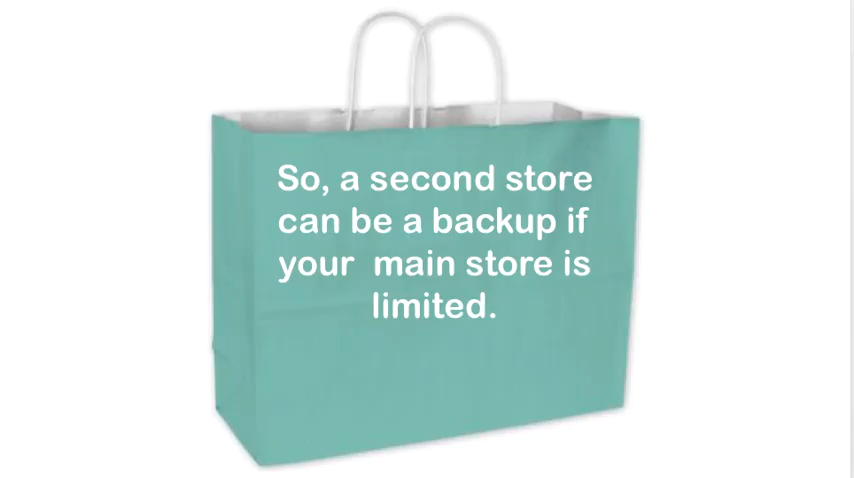 So, a second store
can be a backup if
your  main store is
limited.